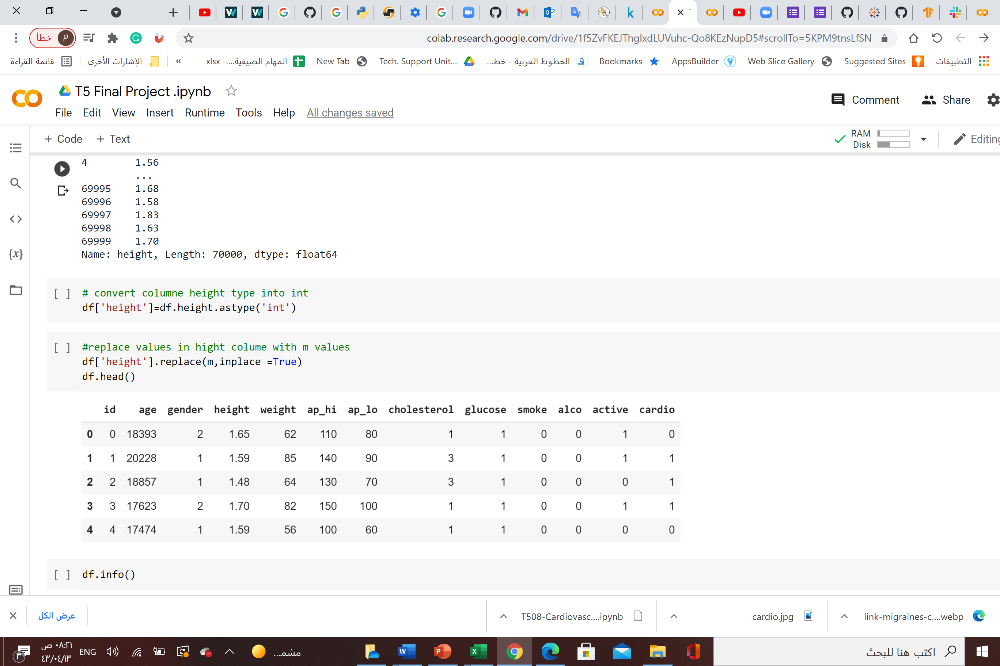 خطأ
م
colab.research.google.com/drive/1f5ZvFKEJThgIxdLUVuhc-Qo8KEzNupD5#scrollTo=5KPM9tnsLfSN
قائمة القراءة
الإشارات الأخرى
«
المهام الصيفية....- xlsx
New Tab
Tech. Support Unit...
الخطوط العربية - خط...
Bookmarks
AppsBuilder
Web Slice Gallery
Suggested Sites
التطبيقات
T5 Final Project .ipynb
Comment
Share
File Edit View Insert Runtime Tools Help All changes saved
+ Code + Text
RAM
Disk
Editing
4 1.56
...
69995 1.68
69996 1.58
69997 1.83
69998 1.63
69999 1.70
Name: height, Length: 70000, dtype: float64
[ ] # convert columne height type into int
df['height']=df.height.astype('int')
[ ] #replace values in hight colume with m values
df['height'].replace(m,inplace =True)
df.head()
id age gender height weight ap_hi ap_lo cholesterol glucose smoke alco active cardio
0 0 18393 2 1.65 62 110 80 1 1 0 0 1 0
1 1 20228 1 1.59 85 140 90 3 1 0 0 1 1
2 2 18857 1 1.48 64 130 70 3 1 0 0 0 1
3 3 17623 2 1.70 82 150 100 1 1 0 0 1 1
4 4 17474 1 1.59 56 100 60 1 1 0 0 0 0
[ ] df.info()
عرض الكل
T508-Cardiovasc....ipynb
cardio.jpg
link-migraines-c....webp
٠٨:٢١ ص
٤٣/٠٤/١٣
٣
ENG
مشم...
اكتب هنا للبحث